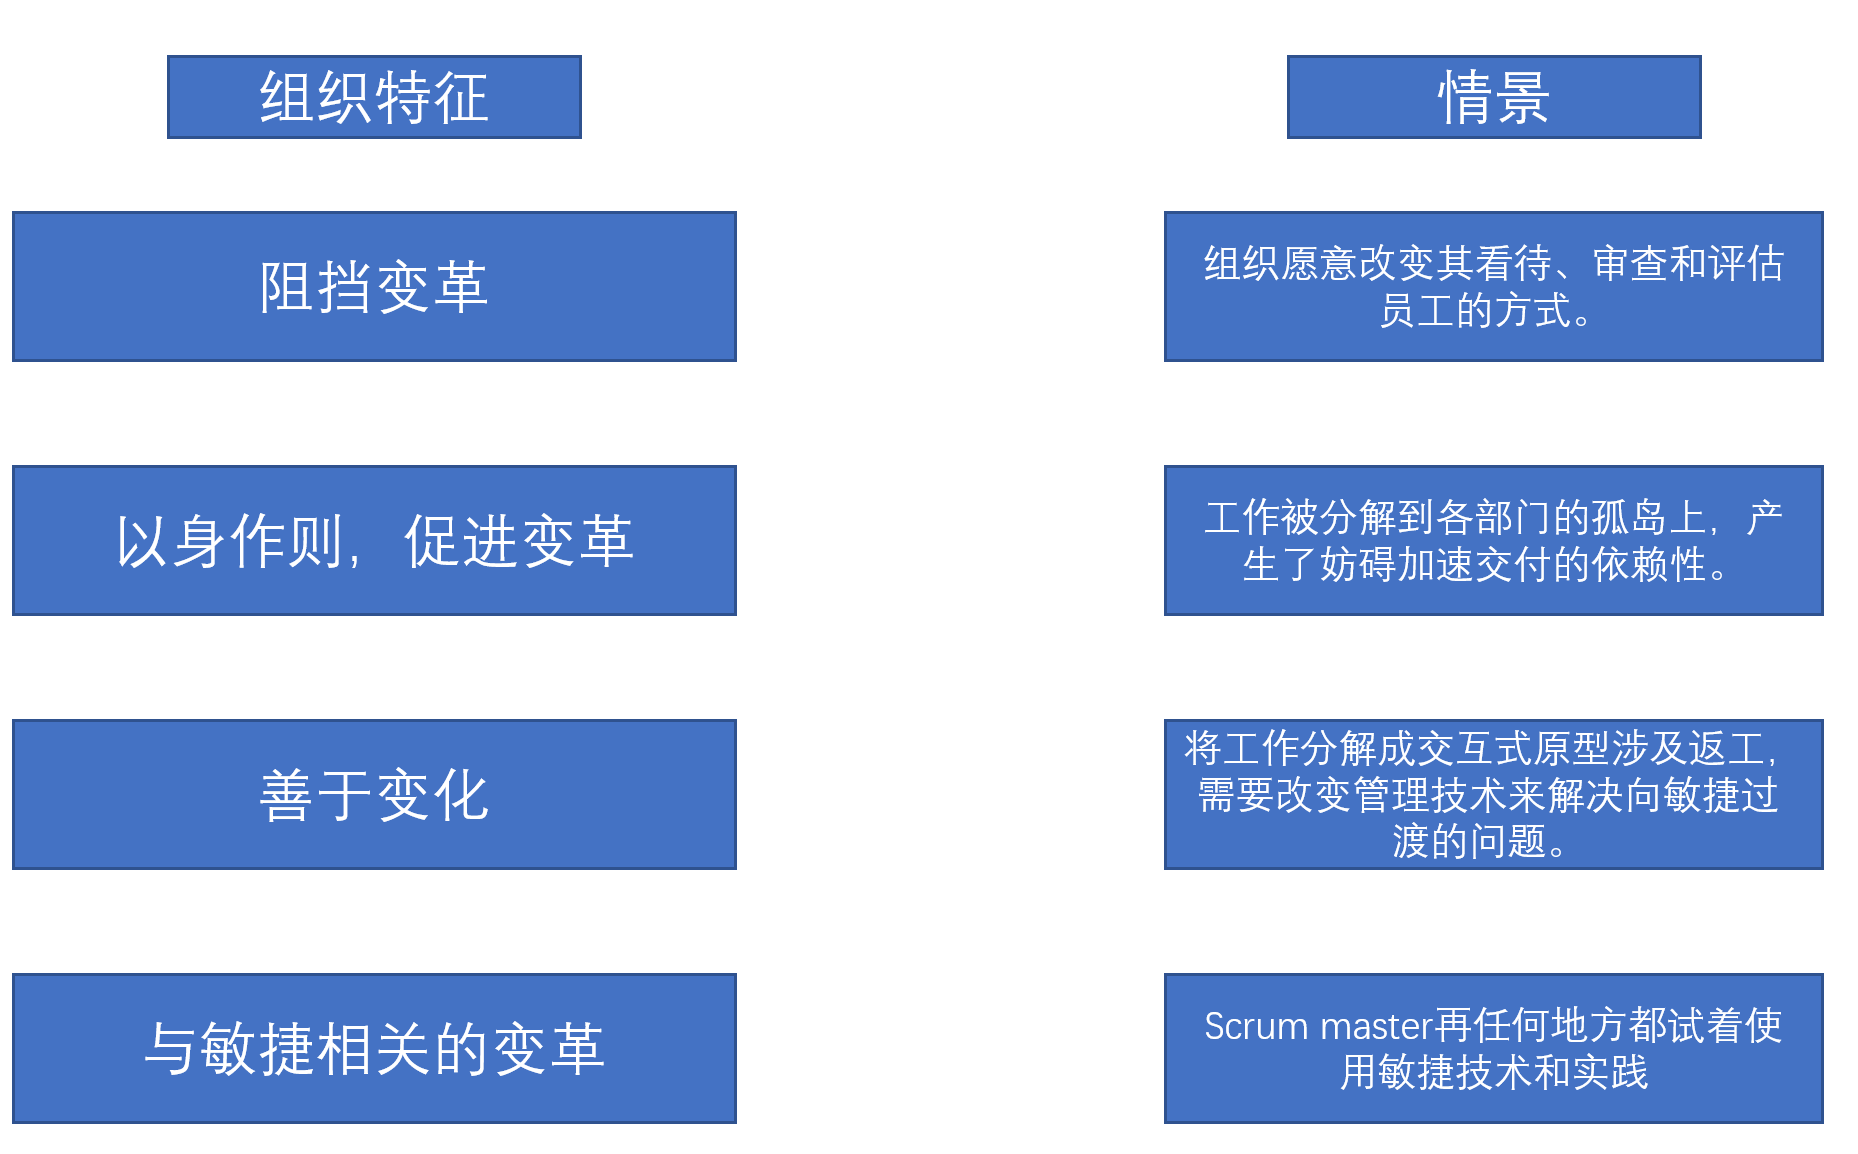 组织特征
情景
阻挡变革
组织愿意改变其看待、审查和评估
员工的方式。
以身作则，促进变革
工作被分解到各部门的孤岛上，产
生了妨碍加速交付的依赖性。
善于变化
将工作分解成交互式原型涉及返工，
需要改变管理技术来解决向敏捷过
渡的问题。
与敏捷相关的变革
Scrum master再任何地方都试着使
用敏捷技术和实践